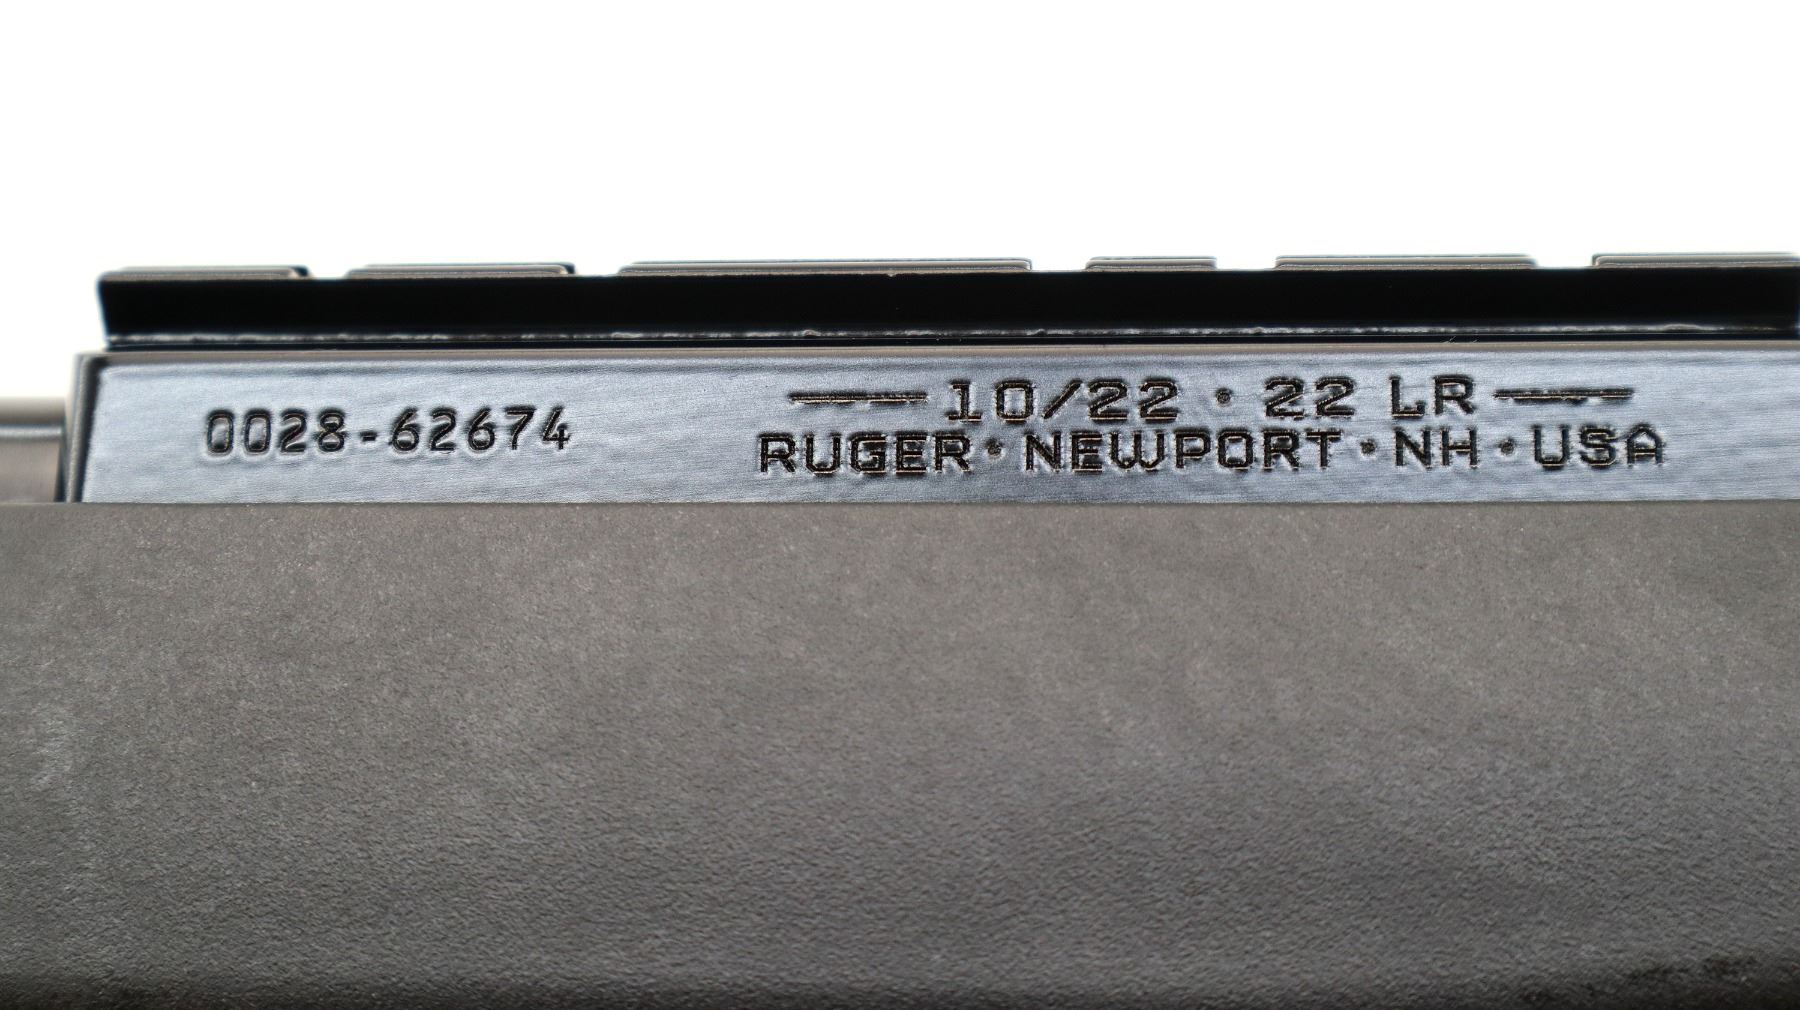 0028-62674
10/22 • 22 LR
RUGER • NEWPORT • NH • USA